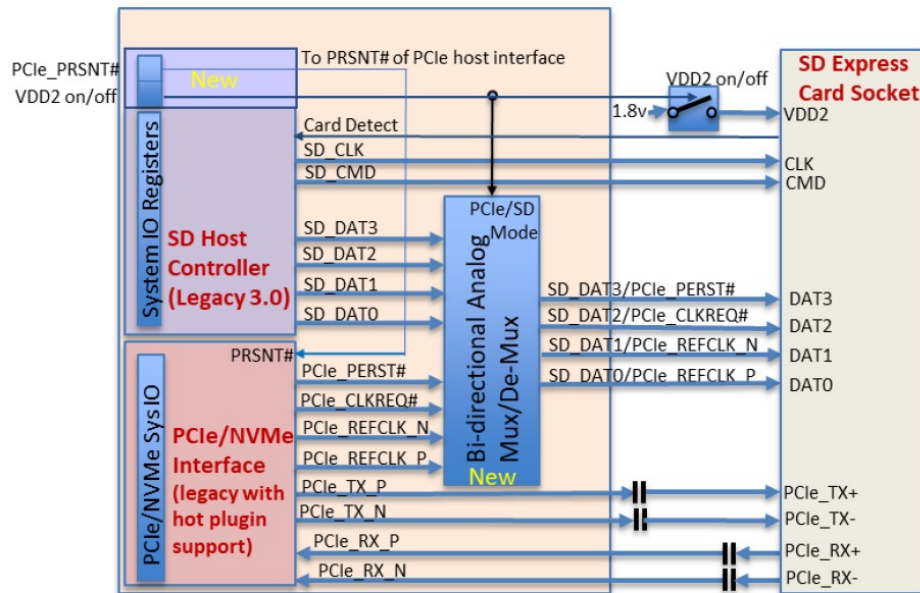 To PRSNT# of PCIe host interface
PCIe_PRSNT#
VDD2 on/off
New
VDD2 on/off
1.8v
SD Express
Card Socket
VDD2
System IO Registers
SD Host
Controller
(Legacy 3.0)
Card Detect
SD_CLK
SD_CMD
CLK
CMD
SD_DAT3
SD_DAT2
SD_DAT1
SD_DAT0
PCIe/SD
Mode
Bi-directional Analog
Mux/De-Mux
New
SD_DAT3/PCIe_PERST#
SD_DAT2/PCIe_CLKREQ#
SD_DAT1/PCIe_REFCLK_N
SD_DAT0/PCIe_REFCLK_P
DAT3
DAT2
DAT1
DAT0
PRSNT#
PCIe/NVMe Sys IO
PCIe/NVMe
Interface
(legacy with
hot plugin
support)
PCIe_PERST#
PCIe_CLKREQ#
PCIe_REFCLK_N
PCIe_REFCLK_P
PCIe_TX_P
PCIe_TX_N
PCIe_RX_P
PCIe_RX_N
PCIe_TX+
PCIe_TX-
PCIe_RX+
PCIe_RX-